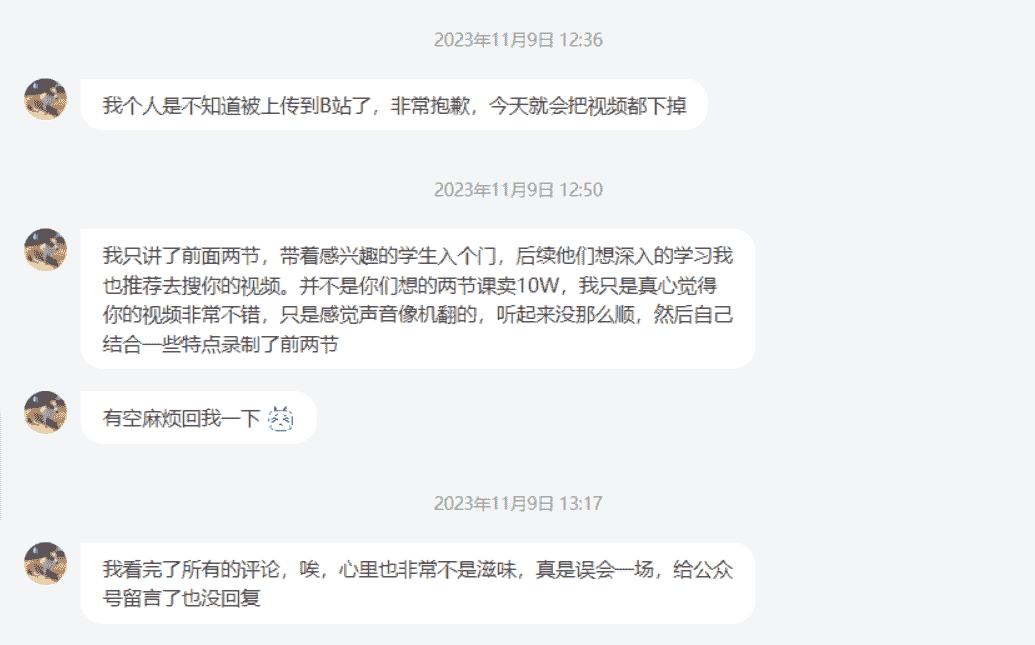 2023年11月9日 12:36
我个人是不知道被上传到B站了，非常抱歉，今天就会把视频都下掉
2023年11月9日 12:50
我只讲了前面两节，带着感兴趣的学生入个门，后续他们想深入的学习我
也推荐去搜你的视频。并不是你们想的两节课卖10W，我只是真心觉得
你的视频非常不错，只是感觉声音像机翻的，听起来没那么顺，然后自己
结合一些特点录制了前两节
有空麻烦回我一下
2023年11月9日 13:17
我看完了所有的评论，唉，心里也非常不是滋味，真是误会一场，给公众
号留言了也没回复